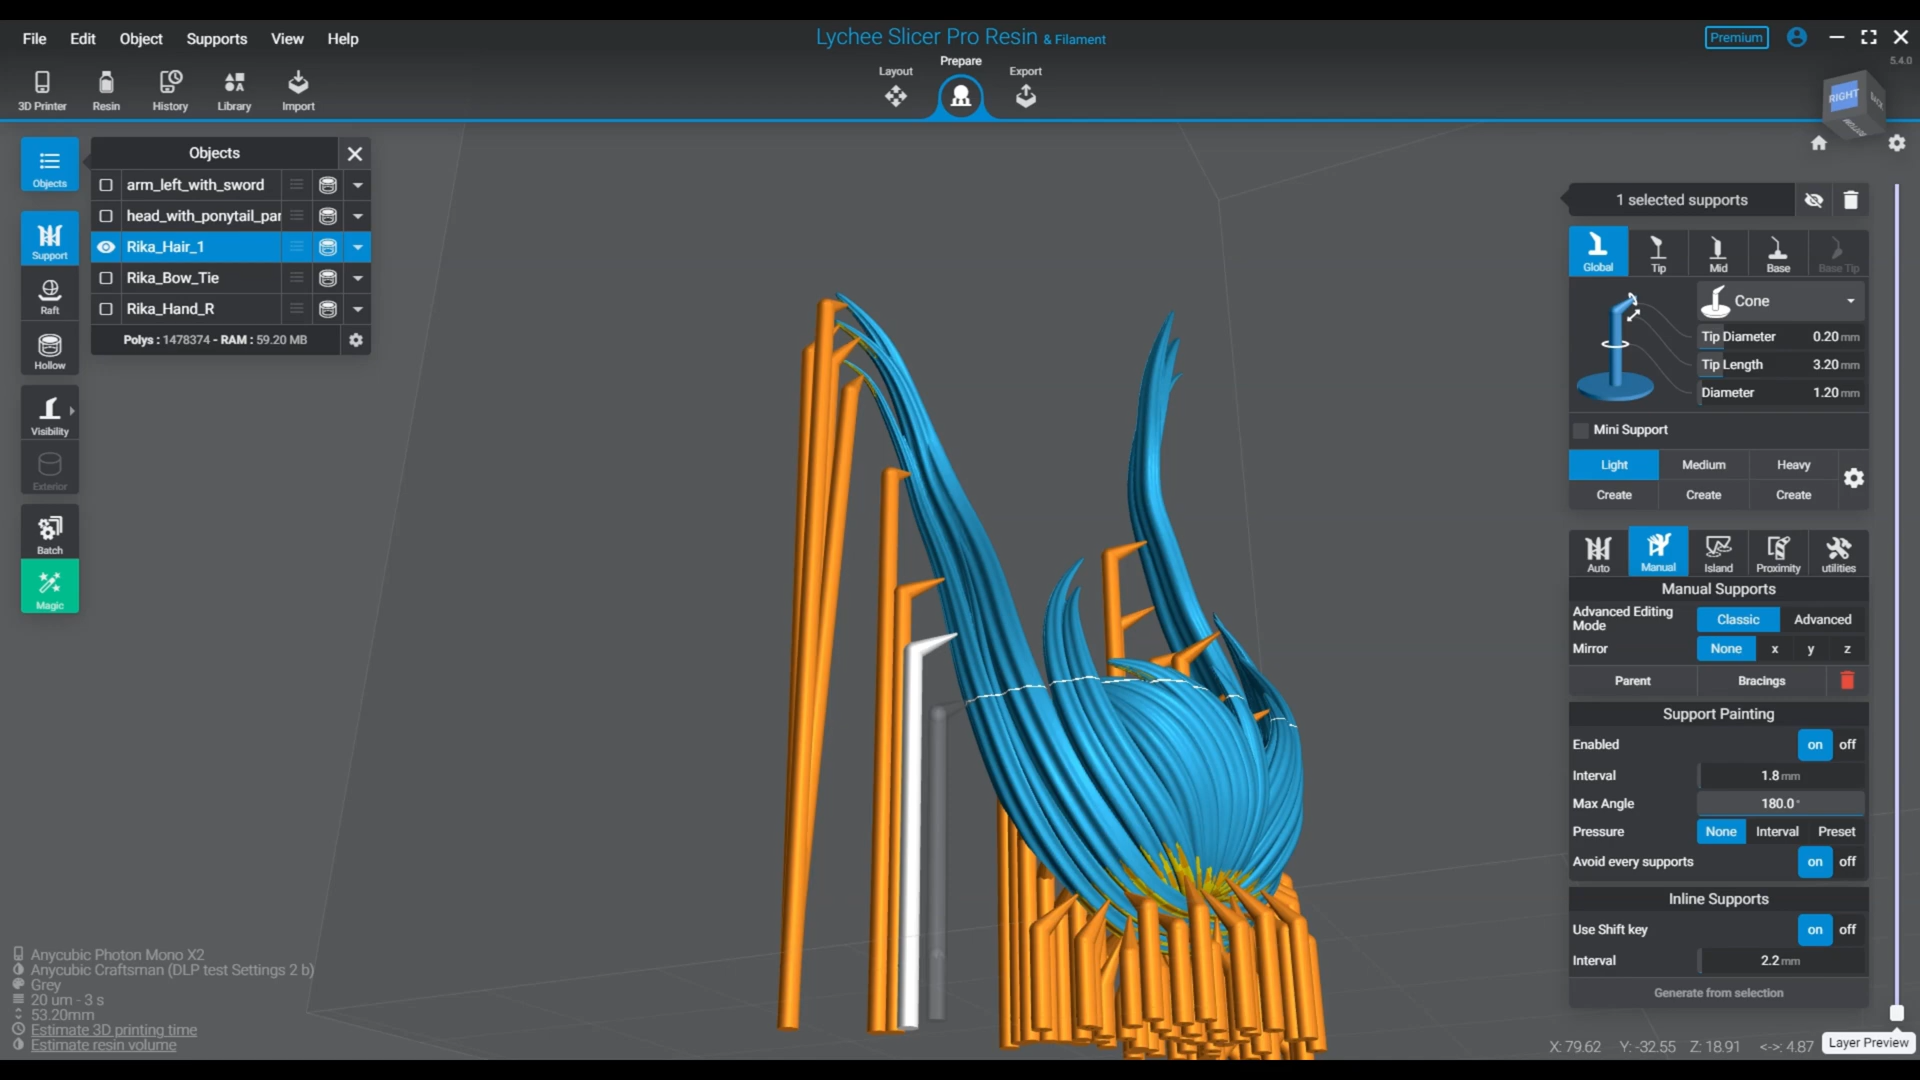 File Edit Object Supports View Help
Lychee Slicer Pro Resin & Filament
Premium
5.4.0
3D Printer Resin History Library Import
Layout Prepare Export
RIGHT
BACK
BOTTOM
Objects
Support
Raft
Hollow
Visibility
Exterior
Batch
Magic
Objects
arm_left_with_sword
head_with_ponytail_par
Rika_Hair_1
Rika_Bow_Tie
Rika_Hand_R
Polys : 1478374 - RAM : 59.20 MB
1 selected supports
Global Tip Mid Base Base Tip
Cone
Tip Diameter 0.20 mm
Tip Length 3.20 mm
Diameter 1.20 mm
Mini Support
Light Medium Heavy
Create Create Create
Auto Manual Island Proximity utilities
Manual Supports
Advanced Editing
Mode
Classic Advanced
Mirror None x y z
Parent Bracings
Support Painting
Enabled on off
Interval 1.8 mm
Max Angle 180.0 °
Pressure None Interval Preset
Avoid every supports on off
Inline Supports
Use Shift key on off
Interval 2.2 mm
Generate from selection
Anycubic Photon Mono X2
Anycubic Craftsman (DLP test Settings 2 b)
Grey
20 um - 3 s
53.20mm
Estimate 3D printing time
Estimate resin volume
X: 79.62 Y: -32.55 Z: 18.91 <->: 4.87
Layer Preview